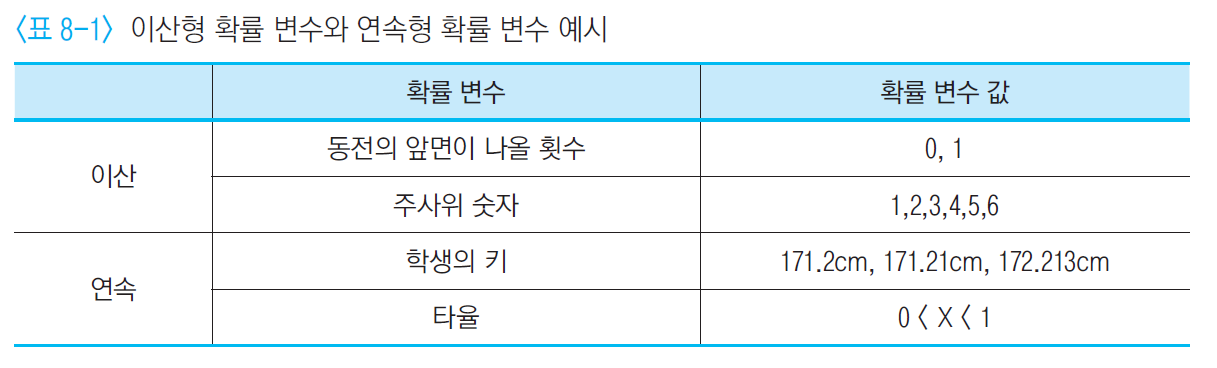 〈표 8-1〉 이산형 확률 변수와 연속형 확률 변수 예시
확률 변수 확률 변수 값
이산 동전의 앞면이 나올 횟수 0, 1
주사위 숫자 1,2,3,4,5,6
연속 학생의 키 171.2cm, 171.21cm, 172.213cm
타율 0 < X < 1